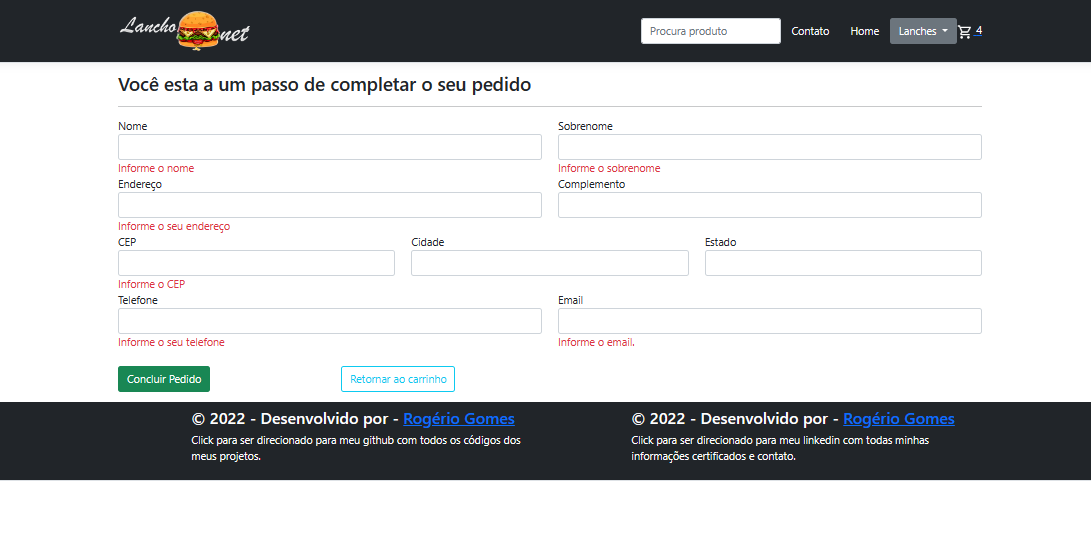 Lancho net
Procura produto
Contato
Home
Lanches
4
Você esta a um passo de completar o seu pedido
Nome
Sobrenome
Informe o nome
Informe o sobrenome
Endereço
Complemento
Informe o seu endereço
CEP
Cidade
Estado
Informe o CEP
Telefone
Email
Informe o seu telefone
Informe o email.
Concluir Pedido
Retornar ao carrinho
© 2022 - Desenvolvido por - Rogério Gomes
Click para ser direcionado para meu github com todos os códigos dos
meus projetos.
© 2022 - Desenvolvido por - Rogério Gomes
Click para ser direcionado para meu linkedin com todas minhas
informações certificados e contato.